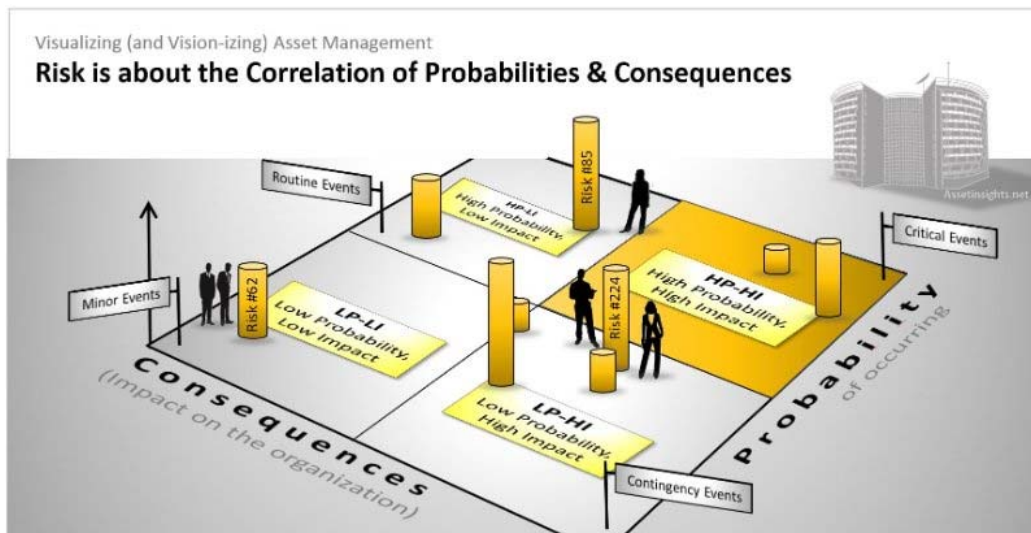 Visualizing (and Vision-izing) Asset Management
Risk is about the Correlation of Probabilities & Consequences
Assetinsights.net
Routine Events
Risk #85
HP-LI
High Probability,
Low Impact
Critical Events
Minor Events
Risk #62
LP-LI
Low Probability,
Low Impact
Risk #224
HP-HI
High Probability,
High Impact
LP-HI
Low Probability,
High Impact
Contingency Events
Consequences
(Impact on the organization)
Probability
of occurring